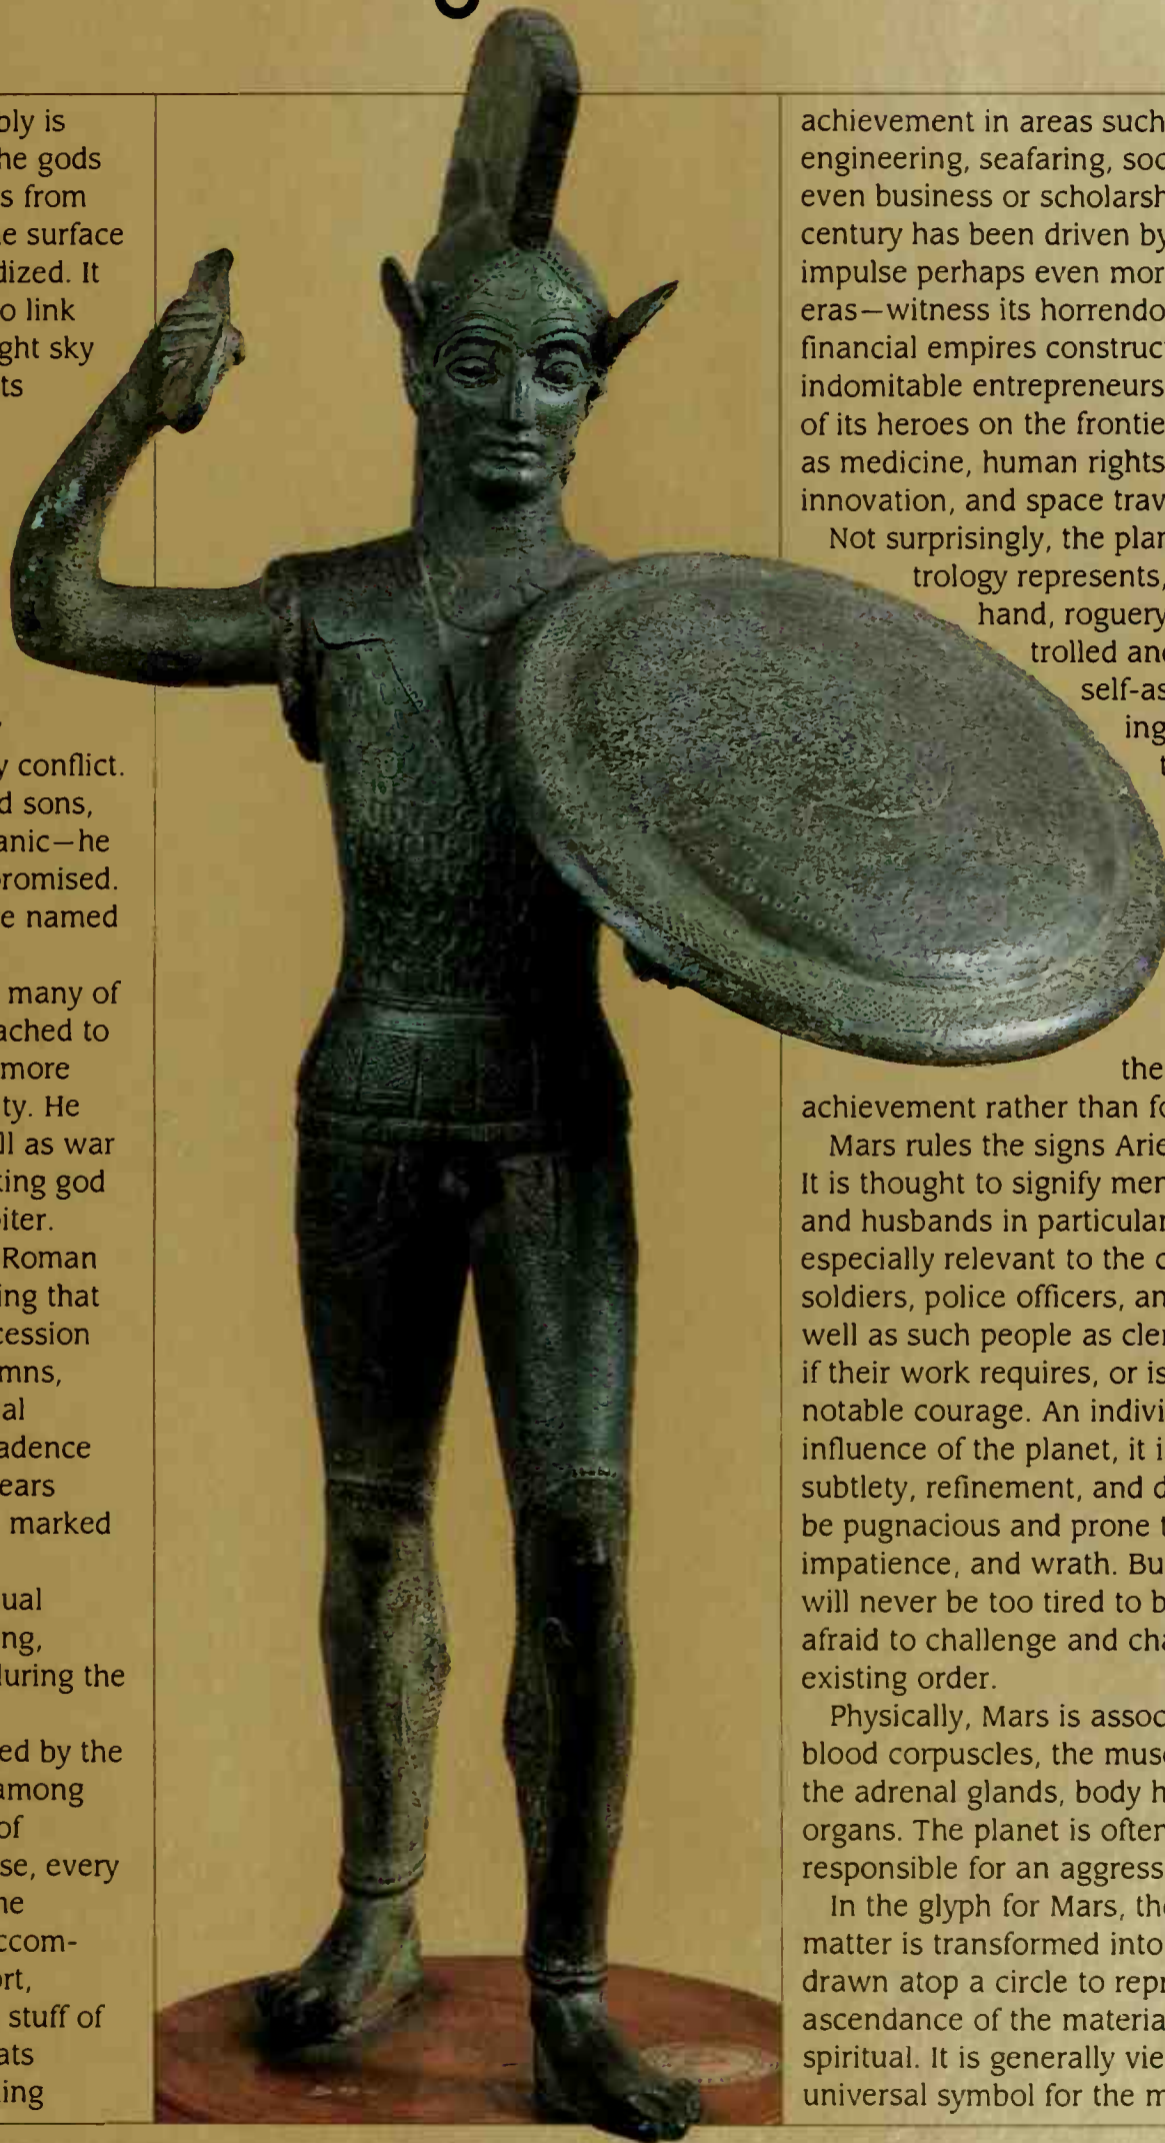 is
he gods
s from
e surface
dized. It
o link
ght sky
ts
y conflict.
d sons,
anic—he
romised.
e named
many of
ached to
more
ty. He
ll as war
king god
iter.
Roman
ing that
cession
mns,
al
adence
ears
marked
ual
ng,
during the
ed by the
among
of
se, every
ne
ccom-
ort,
stuff of
ats
ing
achievement in areas such
engineering, seafaring, soc
even business or scholarsh
century has been driven by
impulse perhaps even mor
eras—witness its horrendo
financial empires construct
indomitable entrepreneurs
of its heroes on the frontie
as medicine, human rights
innovation, and space trav
Not surprisingly, the plan
trology represents,
hand, roguery
trolled and
self-as
ing
t
the
achievement rather than fo
Mars rules the signs Arie
It is thought to signify men
and husbands in particular
especially relevant to the c
soldiers, police officers, an
well as such people as cler
if their work requires, or is
notable courage. An indivi
influence of the planet, it i
subtlety, refinement, and d
be pugnacious and prone t
impatience, and wrath. Bu
will never be too tired to b
afraid to challenge and cha
existing order.
Physically, Mars is assoc
blood corpuscles, the musc
the adrenal glands, body h
organs. The planet is often
responsible for an aggress
In the glyph for Mars, the
matter is transformed into
drawn atop a circle to repr
ascendance of the materia
spiritual. It is generally vie
universal symbol for the m